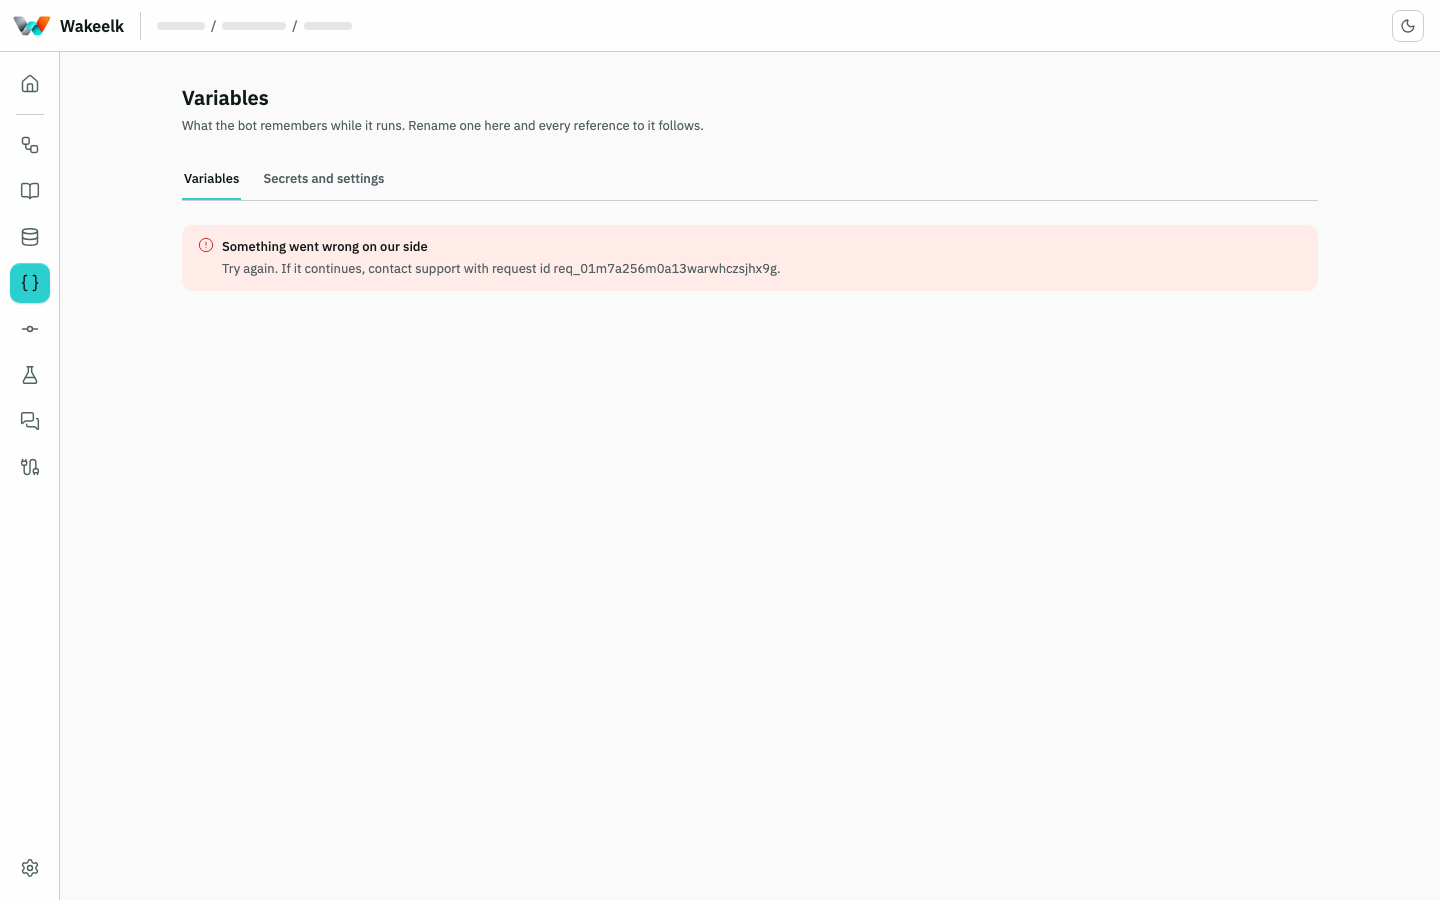 Wakeelk / /
Variables
What the bot remembers while it runs. Rename one here and every reference to it follows.
Variables Secrets and settings
Something went wrong on our side
Try again. If it continues, contact support with request id req_01m7a256m0a13warwhczsjhx9g.